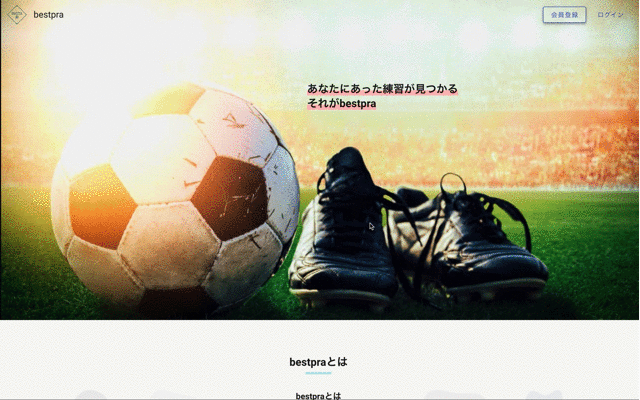 bestpra
会員登録
ログイン
あなたにあった練習が見つかる
それがbestpra
bestpraとは
bestpraとは